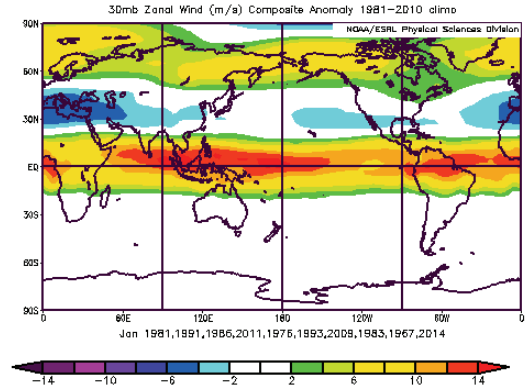 30mb Zonal Wind (m/s) Composite Anomaly 1981-2010 climo
NOAA/ESRL Physical Sciences Division
90N
60N
30N
EQ
30S
60S
90S
0 60E 120E 180 120W 60W 0
Jan 1981,1991,1986,2011,1976,1993,2009,1983,1967,2014
-14 -10 -6 -2 2 6 10 14